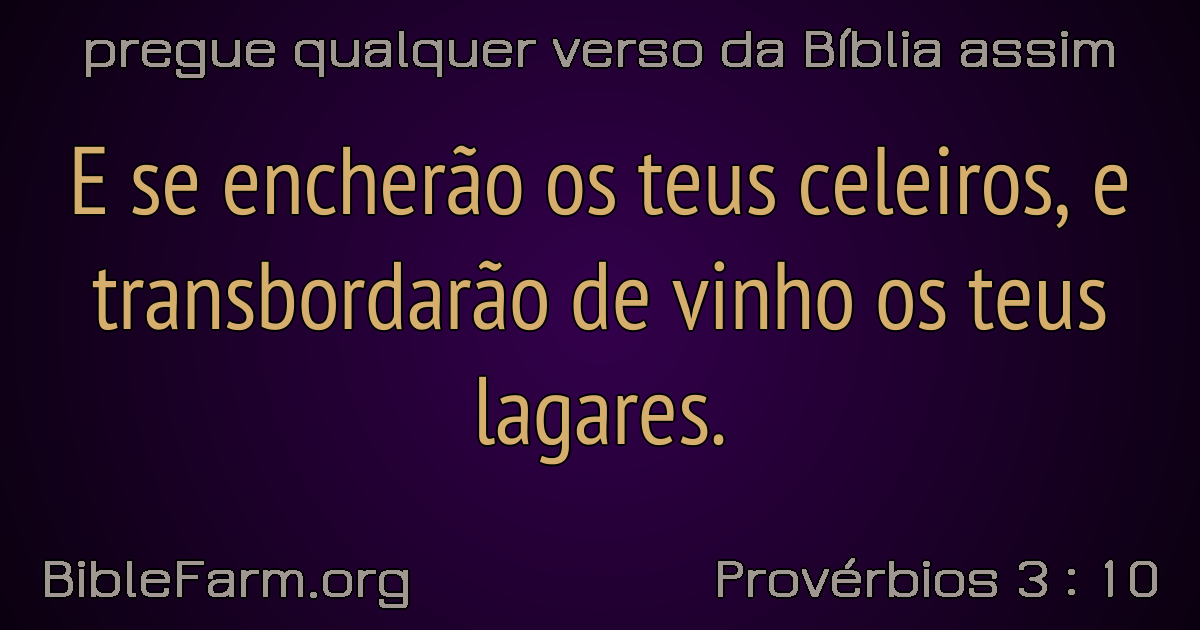 pregue qualquer verso da Bíblia assim
E se encherão os teus celeiros, e
transbordarão de vinho os teus
lagares.
BibleFarm.org
Provérbios 3 : 10